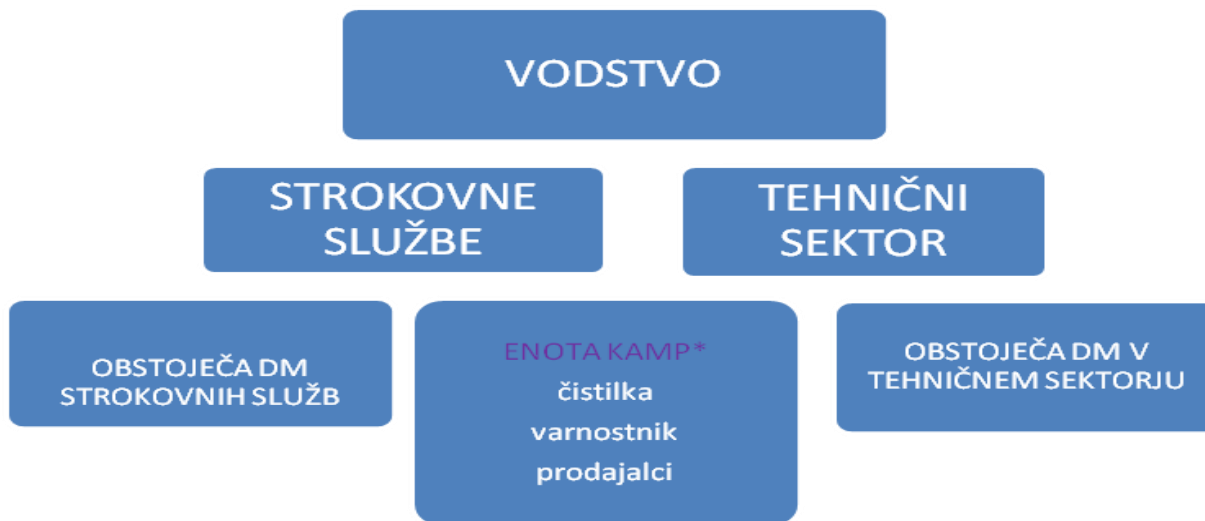 VODSTVO
STROKOVNE
SLUŽBE
TEHNIČNI
SEKTOR
OBSTOJEČA DM
STROKOVNIH SLUŽB
ENOTA KAMP*
čistilka
varnostnik
prodajalci
OBSTOJEČA DM V
TEHNIČNEM SEKTORJU